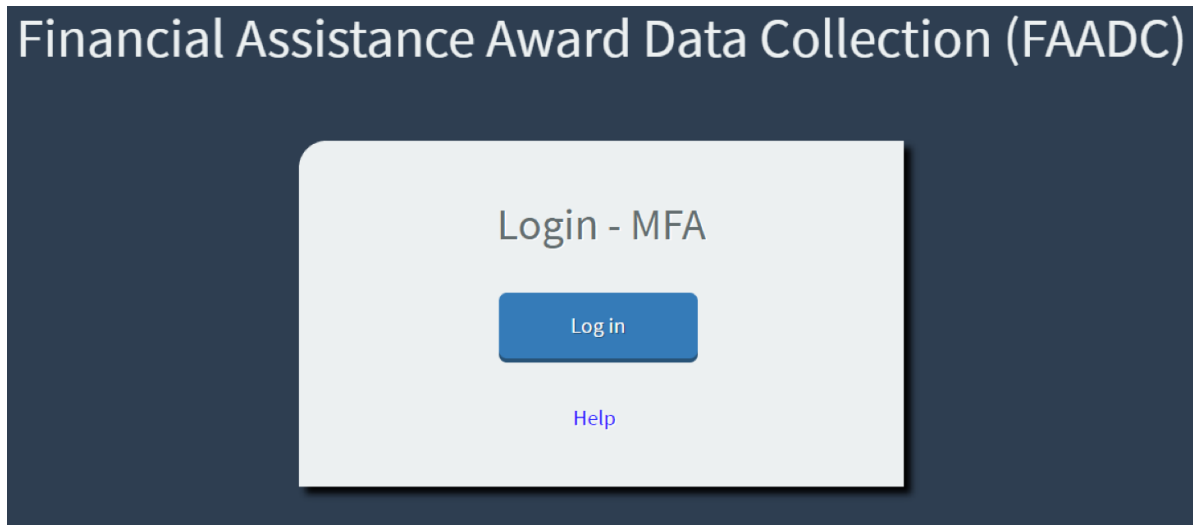 Financial Assistance Award Data Collection (FAADC)
Login - MFA
Log in
Help